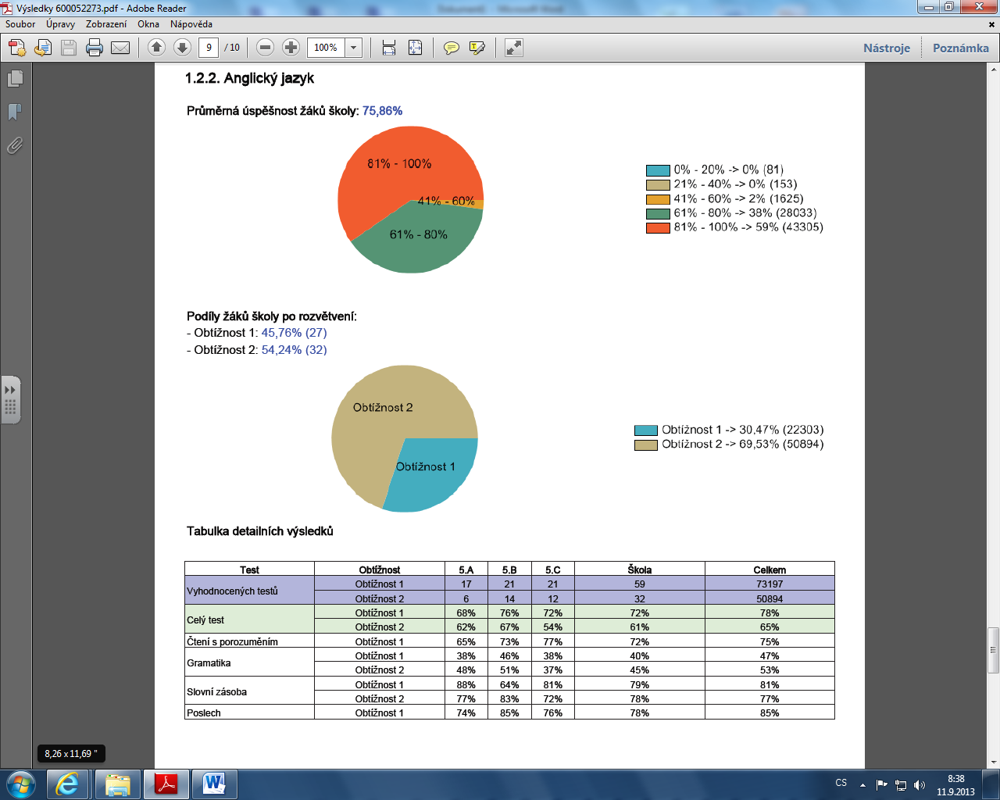 Výsledky 600052273.pdf - Adobe Reader
Soubor Úpravy Zobrazení Okna Nápověda
9 / 10 100% Nástroje Poznámka
1.2.2. Anglický jazyk
Průměrná úspěšnost žáků školy: 75,86%
81% - 100%
41% - 60%
61% - 80%
0% - 20% -> 0% (81)
21% - 40% -> 0% (153)
41% - 60% -> 2% (1625)
61% - 80% -> 38% (28033)
81% - 100% -> 59% (43305)
Podíly žáků školy po rozvětvení:
- Obtížnost 1: 45,76% (27)
- Obtížnost 2: 54,24% (32)
Obtížnost 2
Obtížnost 1
Obtížnost 1 -> 30,47% (22303)
Obtížnost 2 -> 69,53% (50894)
Tabulka detailních výsledků
Test Obtížnost 5.A 5.B 5.C Škola Celkem
Vyhodnocených testů Obtížnost 1 17 21 21 59 73197
Obtížnost 2 6 14 12 32 50894
Celý test Obtížnost 1 68% 76% 72% 72% 78%
Obtížnost 2 62% 67% 54% 61% 65%
Čtení s porozuměním Obtížnost 1 65% 73% 77% 72% 75%
Gramatika Obtížnost 1 38% 46% 38% 40% 47%
Obtížnost 2 48% 51% 37% 45% 53%
Slovní zásoba Obtížnost 1 88% 64% 81% 79% 81%
Obtížnost 2 77% 83% 72% 78% 77%
Poslech Obtížnost 1 74% 85% 76% 78% 85%
8,26 x 11,69 "
CS 8:38
11.9.2013